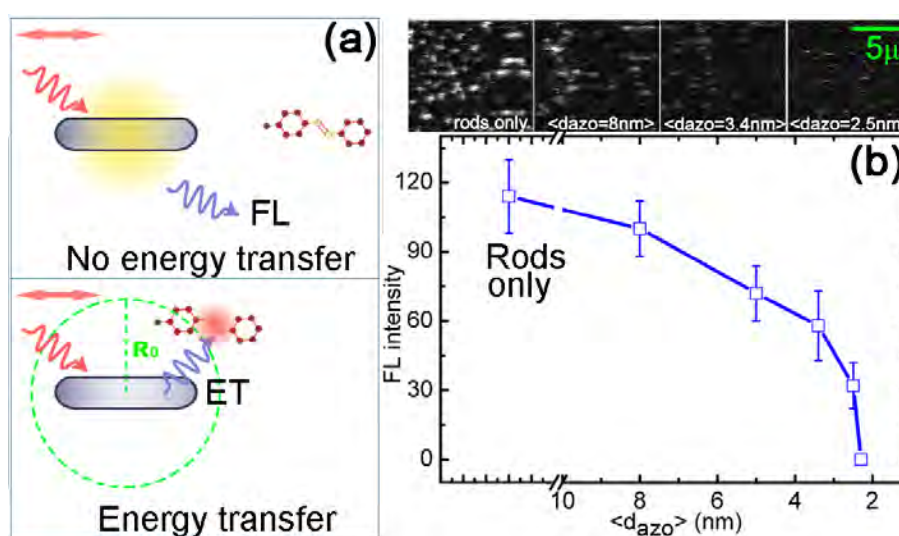 (a)
FL
No energy transfer
R₀
ET
Energy transfer
5μ
rods only.
<dazo=8nm>
<dazo=3.4nm>
<dazo=2.5nm>
(b)
120
90
60
30
0
FL intensity
Rods
only
10
8
6
4
2
<dazo> (nm)